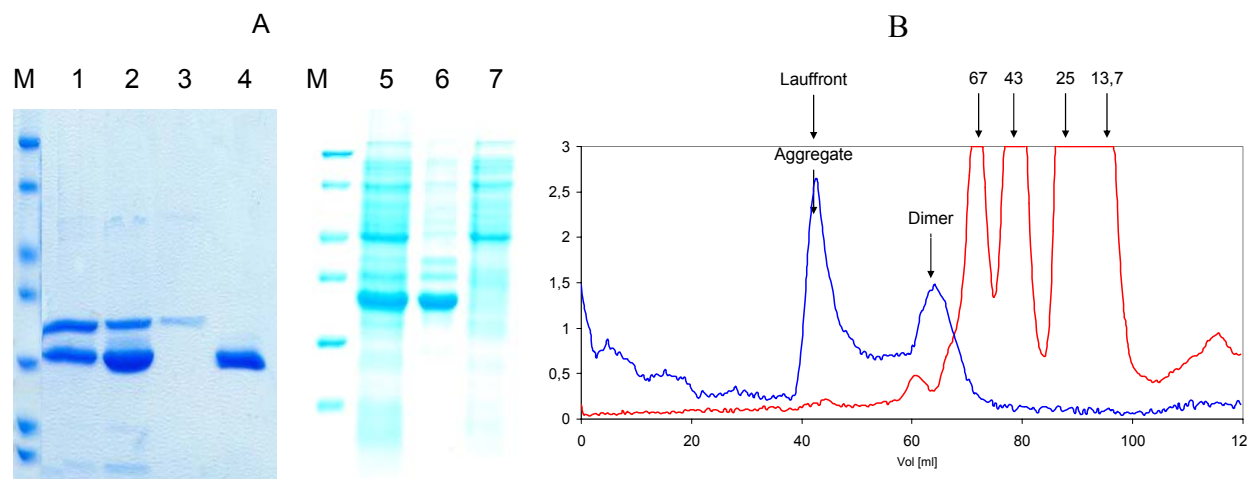 A
M 1 2 3 4
M 5 6 7
B
Lauffront
67 43 25 13,7
Aggregate
Dimer
3
2,5
2
1,5
1
0,5
0
0 20 40 60 80 100 12
Vol [ml]